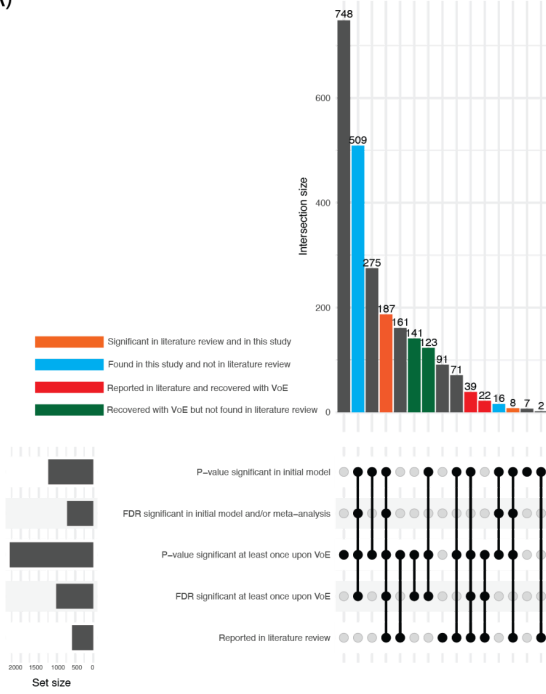 A)
748
600
509
400
275
200
187
161
141
123
91
71
39
22
16
8
7
2
0
Intersection size
Significant in literature review and in this study
Found in this study and not in literature review
Reported in literature and recovered with VoE
Recovered with VoE but not found in literature review
P-value significant in initial model
FDR significant in initial model and/or meta-analysis
P-value significant at least once upon VoE
FDR significant at least once upon VoE
Reported in literature review
2000 1500 1000 500 0
Set size